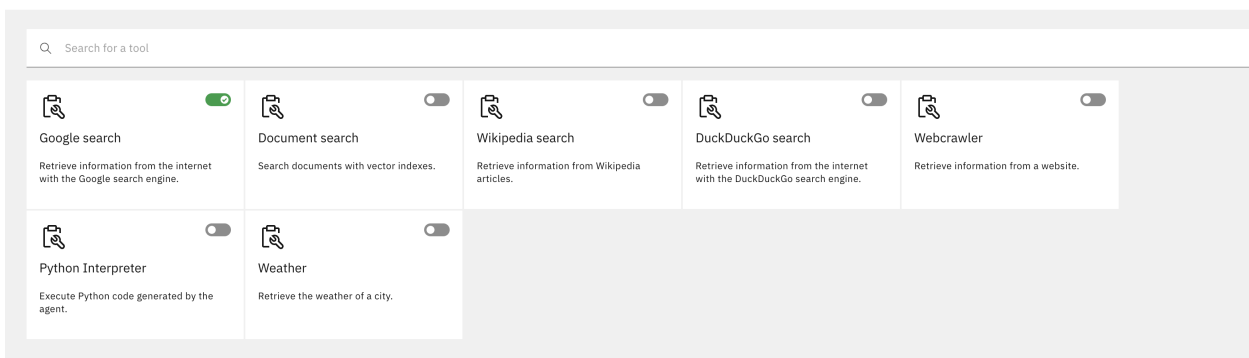 Search for a tool
Google search
Retrieve information from the internet
with the Google search engine.
Document search
Search documents with vector indexes.
Wikipedia search
Retrieve information from Wikipedia
articles.
DuckDuckGo search
Retrieve information from the internet
with the DuckDuckGo search engine.
Webcrawler
Retrieve information from a website.
Python Interpreter
Execute Python code generated by the
agent.
Weather
Retrieve the weather of a city.